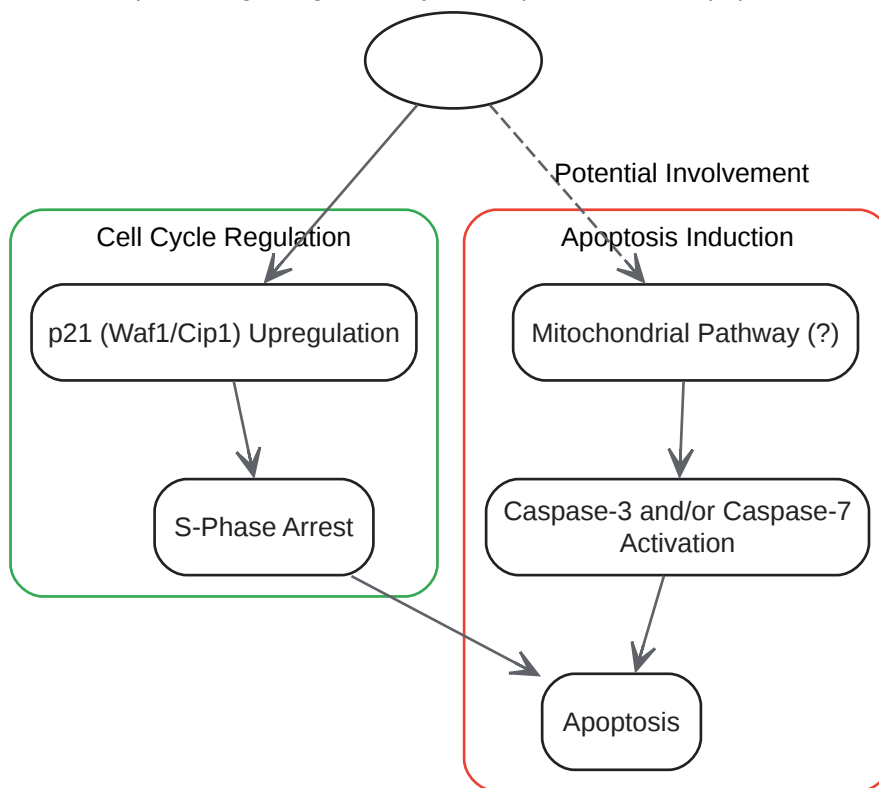 Potential Involvement
Cell Cycle Regulation
Apoptosis Induction
p21 (Waf1/Cip1) Upregulation
Mitochondrial Pathway (?)
S-Phase Arrest
Caspase-3 and/or Caspase-7
Activation
Apoptosis